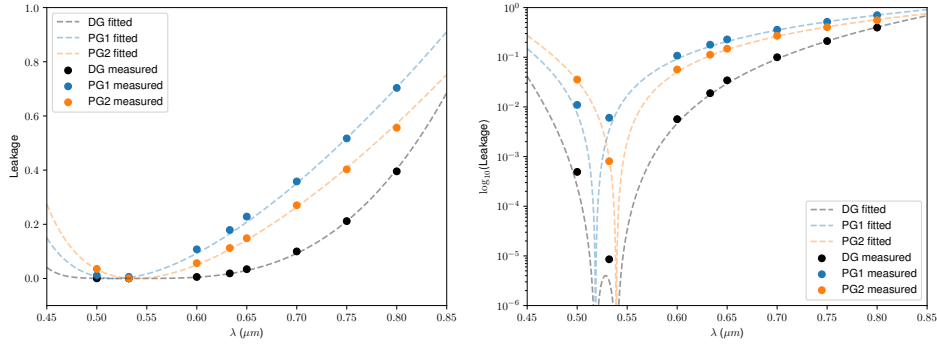 DG fitted
PG1 fitted
PG2 fitted
DG measured
PG1 measured
PG2 measured
Leakage
1.0
0.8
0.6
0.4
0.2
0.0
0.45 0.50 0.55 0.60 0.65 0.70 0.75 0.80 0.85
λ (μm)
log₁₀(Leakage)
10⁰
10⁻¹
10⁻²
10⁻³
10⁻⁴
10⁻⁵
10⁻⁶
DG fitted
PG1 fitted
PG2 fitted
DG measured
PG1 measured
PG2 measured
0.45 0.50 0.55 0.60 0.65 0.70 0.75 0.80 0.85
λ (μm)